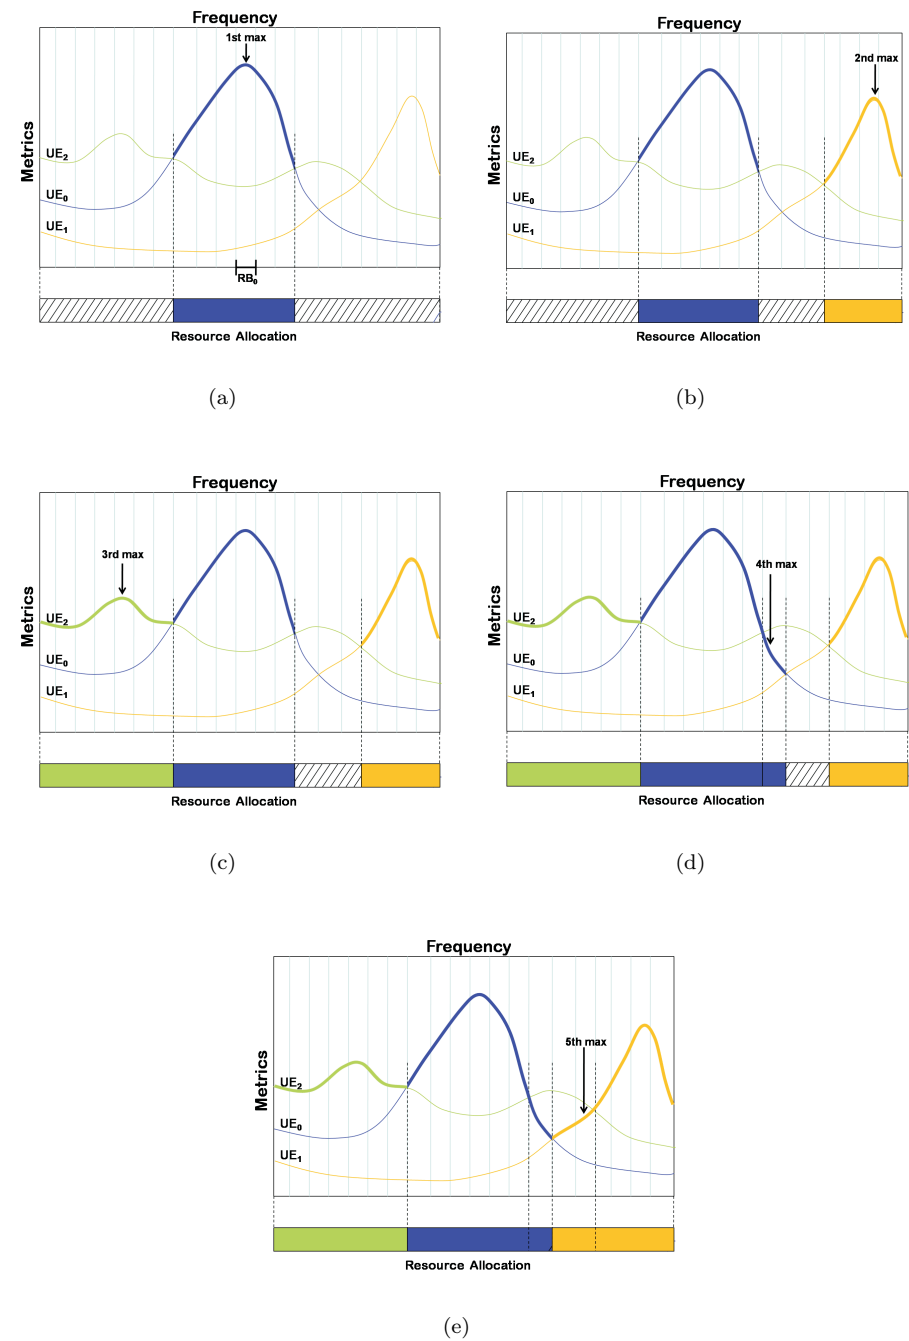 Frequency
1st max
Metrics
UE2
UE0
UE1
RB0
Resource Allocation
(a)
Frequency
2nd max
Metrics
UE2
UE0
UE1
Resource Allocation
(b)
Frequency
3rd max
Metrics
UE2
UE0
UE1
Resource Allocation
(c)
Frequency
4th max
Metrics
UE2
UE0
UE1
Resource Allocation
(d)
Frequency
5th max
Metrics
UE2
UE0
UE1
Resource Allocation
(e)